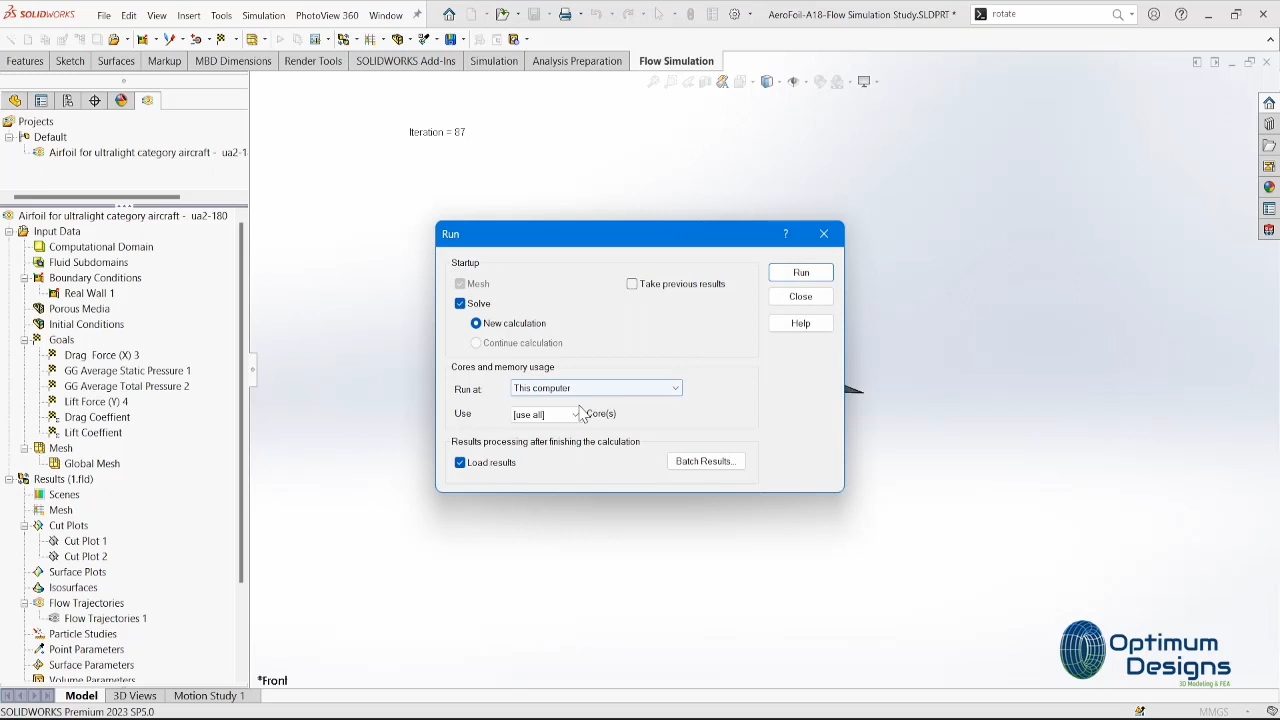 SOLIDWORKS
File
Edit
View
Insert
Tools
Simulation
PhotoView 360
Window
AeroFoil-A18-Flow Simulation Study.SLDPRT *
rotate
Features
Sketch
Surfaces
Markup
MBD Dimensions
Render Tools
SOLIDWORKS Add-Ins
Simulation
Analysis Preparation
Flow Simulation
Projects
Default
Airfoil for ultralight category aircraft - ua2-1
Airfoil for ultralight category aircraft - ua2-180
Input Data
Computational Domain
Fluid Subdomains
Boundary Conditions
Real Wall 1
Porous Media
Initial Conditions
Goals
Drag Force (X) 3
GG Average Static Pressure 1
GG Average Total Pressure 2
Lift Force (Y) 4
Drag Coeffient
Lift Coeffient
Mesh
Global Mesh
Results (1.fld)
Scenes
Mesh
Cut Plots
Cut Plot 1
Cut Plot 2
Surface Plots
Isosurfaces
Flow Trajectories
Flow Trajectories 1
Particle Studies
Point Parameters
Surface Parameters
Volume Parameters
Iteration = 87
Run
?
Startup
Mesh
Take previous results
Solve
New calculation
Continue calculation
Run
Close
Help
Cores and memory usage
Run at:
This computer
Use
[use all]
Core(s)
Results processing after finishing the calculation
Load results
Batch Results...
Optimum
Designs
3D Modeling & FEA
*Front
Model
3D Views
Motion Study 1
SOLIDWORKS Premium 2023 SP5.0
MMGS